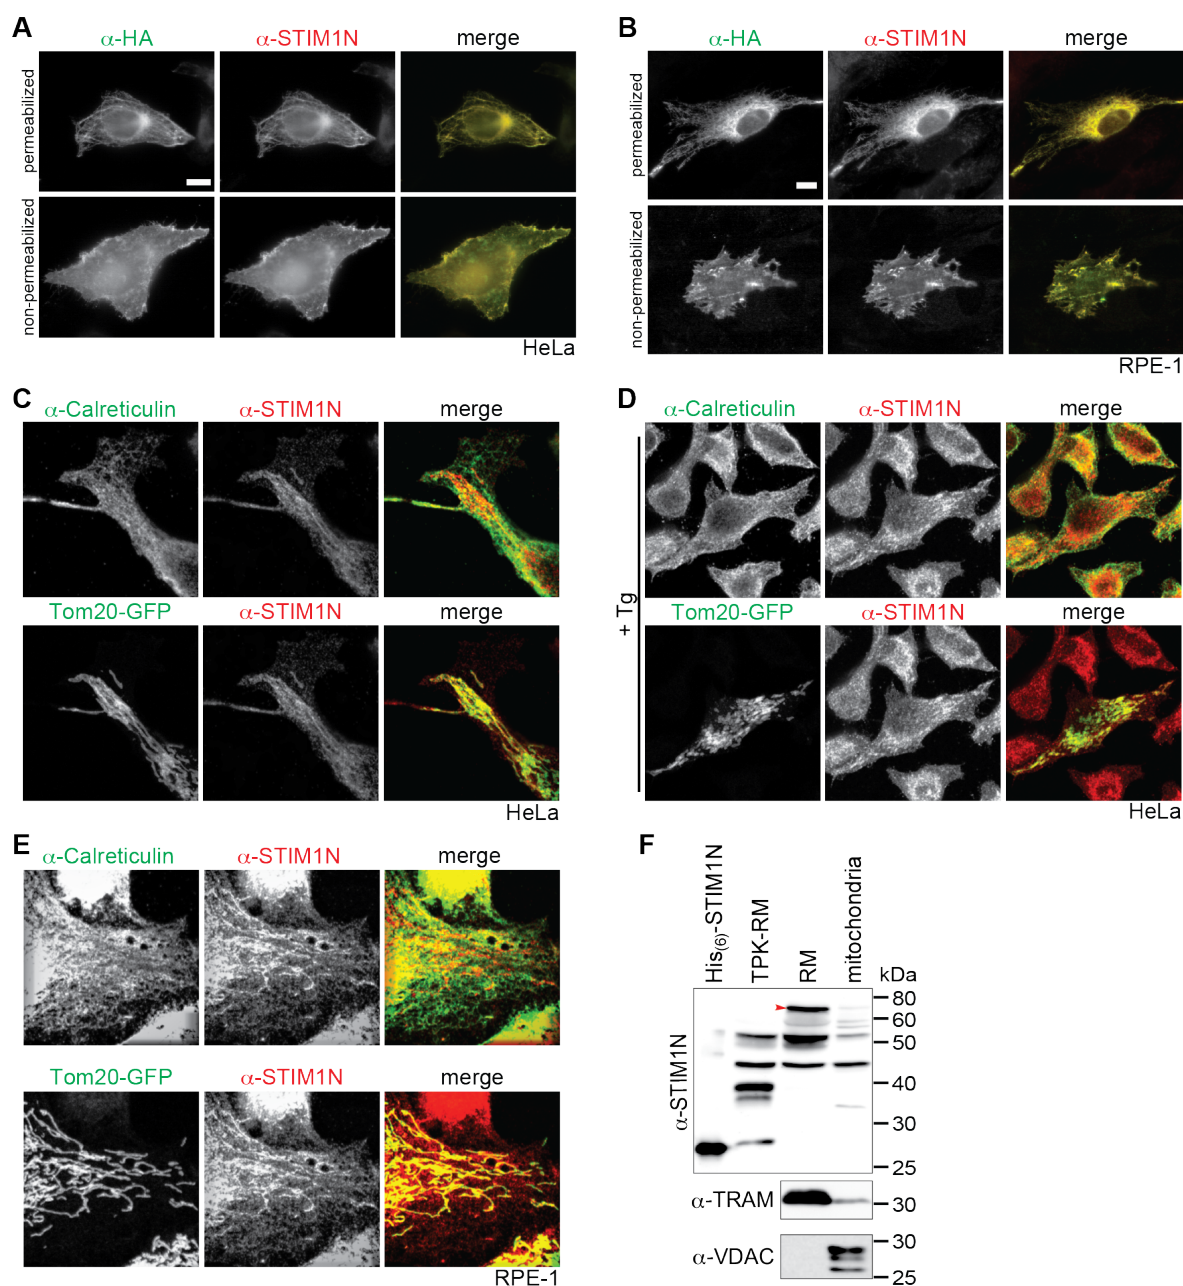 A
α-HA
α-STIM1N
merge
permeabilized
non-permeabilized
HeLa
B
α-HA
α-STIM1N
merge
permeabilized
non-permeabilized
RPE-1
C
α-Calreticulin
α-STIM1N
merge
Tom20-GFP
α-STIM1N
merge
HeLa
D
α-Calreticulin
α-STIM1N
merge
+ Tg
Tom20-GFP
α-STIM1N
merge
HeLa
E
α-Calreticulin
α-STIM1N
merge
Tom20-GFP
α-STIM1N
merge
RPE-1
F
His(6)-STIM1N
TPK-RM
RM
mitochondria
kDa
α-STIM1N
80
60
50
40
30
25
α-TRAM
30
α-VDAC
30
25